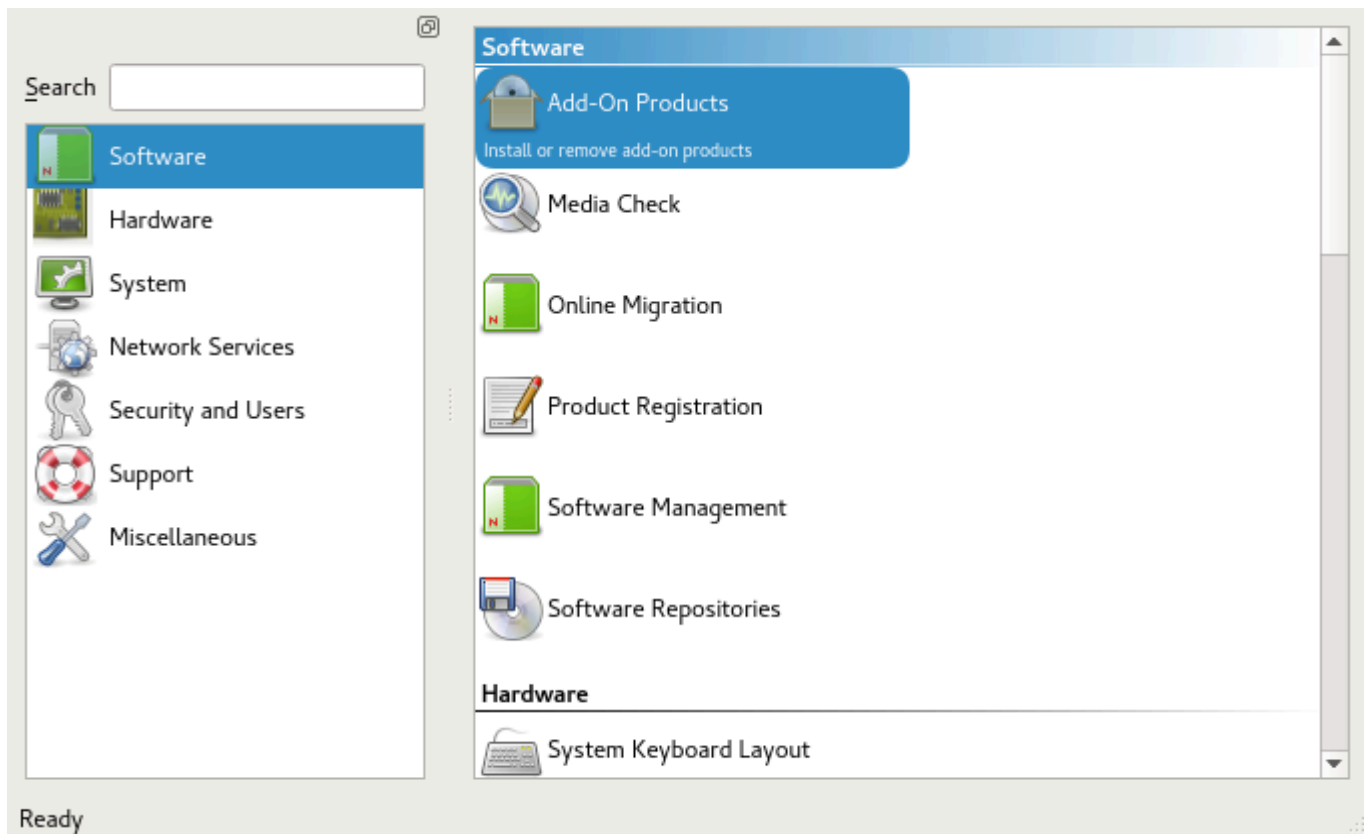 Search
Software
Hardware
System
Network Services
Security and Users
Support
Miscellaneous
Software
Add-On Products
Install or remove add-on products
Media Check
Online Migration
Product Registration
Software Management
Software Repositories
Hardware
System Keyboard Layout
Ready